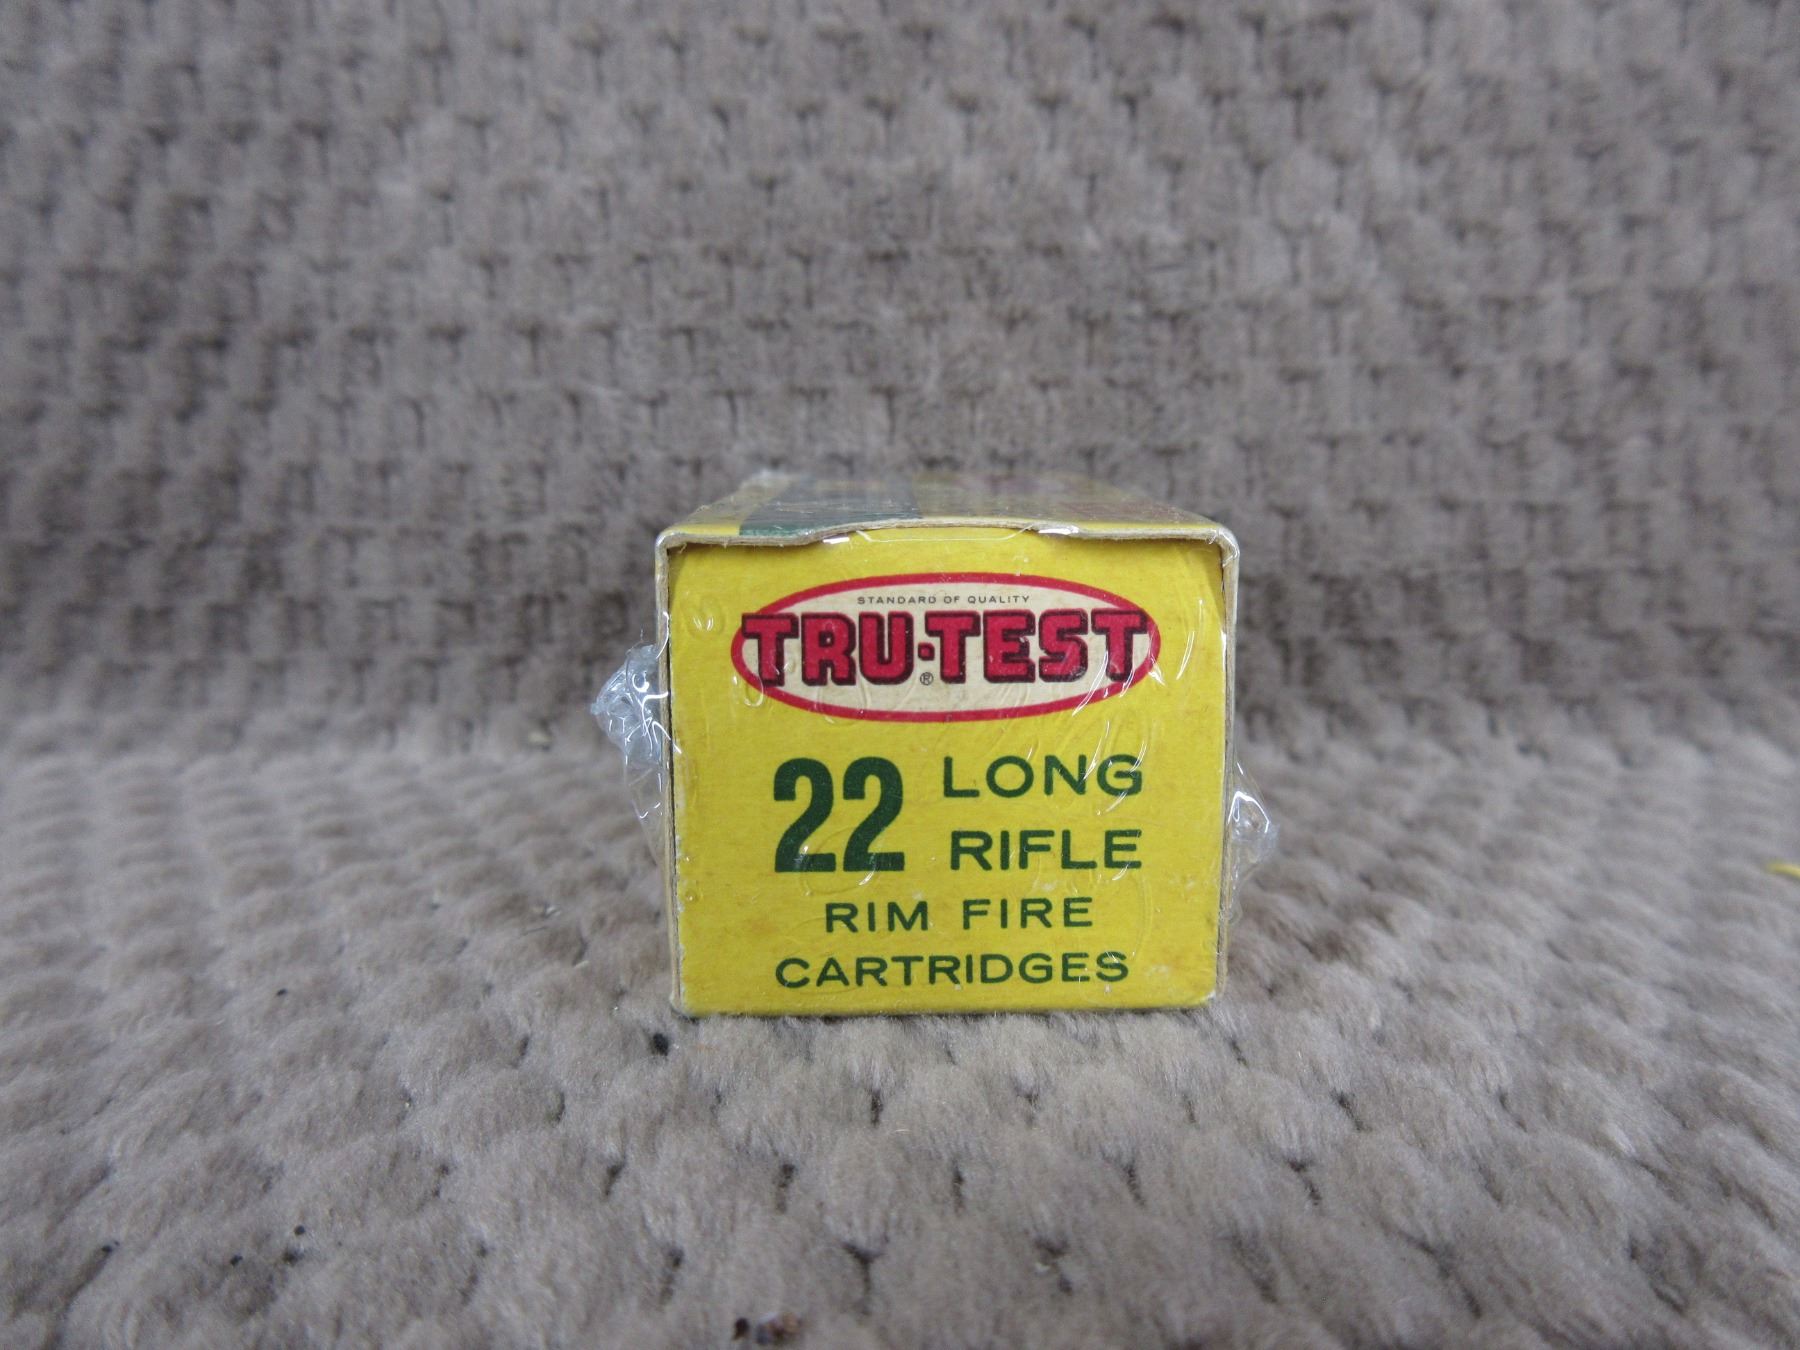 STANDARD OF QUALITY
TRU·TEST
®
22 LONG
RIFLE
RIM FIRE
CARTRIDGES